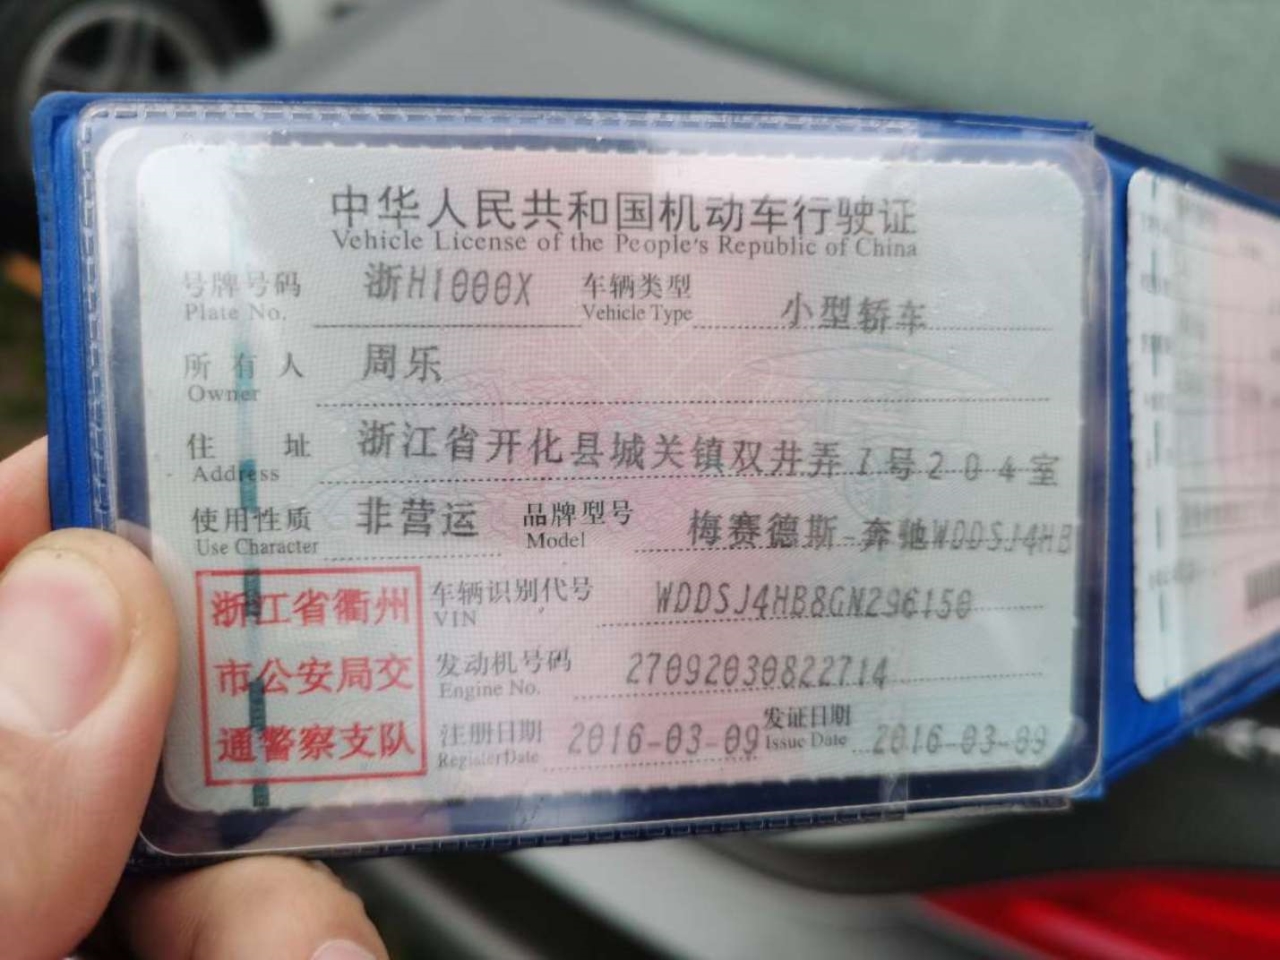 中华人民共和国机动车行驶证
Vehicle License of the People's Republic of China
号牌号码 浙H1000X 车辆类型 小型轿车
Plate No. Vehicle Type
所有人 周乐
Owner
住址 浙江省开化县城关镇双井弄7号204室
Address
使用性质 非营运 品牌型号 梅赛德斯-奔驰WDDSJ4HB
Use Character Model
浙江省衢州
市公安局交
通警察支队
车辆识别代号 WDDSJ4HB8GN296150
VIN
发动机号码 27092030822714
Engine No.
注册日期 2016-03-09 发证日期 2016-03-09
Register Date Issue Date